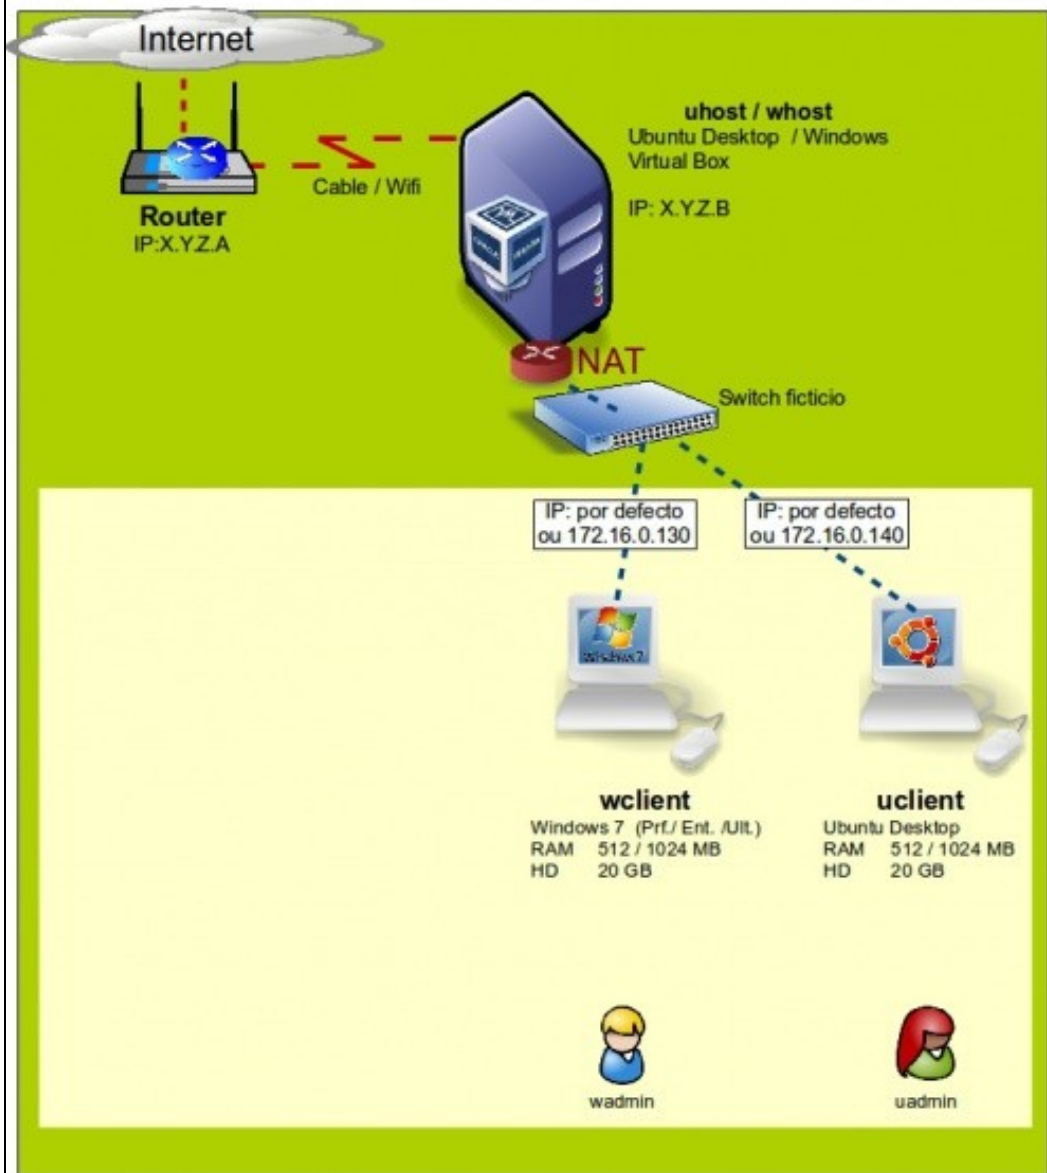 Internet
uhost / whost
Ubuntu Desktop / Windows
Virtual Box
IP: X.Y.Z.B
Cable / Wifi
Router
IP:X.Y.Z.A
NAT
Switch ficticio
IP: por defecto
ou 172.16.0.130
IP: por defecto
ou 172.16.0.140
Windows 7
wclient
Windows 7 (Prf./ Ent. /Ult.)
RAM 512 / 1024 MB
HD 20 GB
uclient
Ubuntu Desktop
RAM 512 / 1024 MB
HD 20 GB
wadmin
uadmin